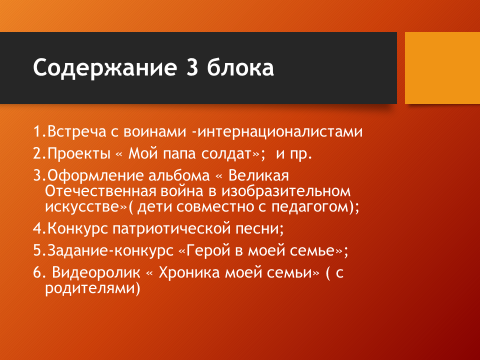 Содержание 3 блока
1.Встреча с воинами -интернационалистами
2.Проекты « Мой папа солдат»;  и пр.
3.Оформление альбома « Великая
Отечественная война в изобразительном
искусстве»( дети совместно с педагогом);
4.Конкурс патриотической песни;
5.Задание-конкурс «Герой в моей семье»;
6. Видеоролик « Хроника моей семьи» ( с
родителями)